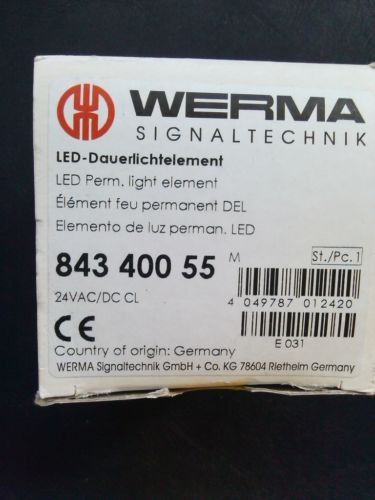 WERMA
SIGNALTECHNIK
LED-Dauerlichtelement
LED Perm. light element
Élément feu permanent DEL
Elemento de luz perman. LED
843 400 55 M St./Pc. 1
24VAC/DC CL
4 049787 012420
CE E 031
Country of origin: Germany
WERMA Signaltechnik GmbH + Co. KG 78604 Rietheim Germany